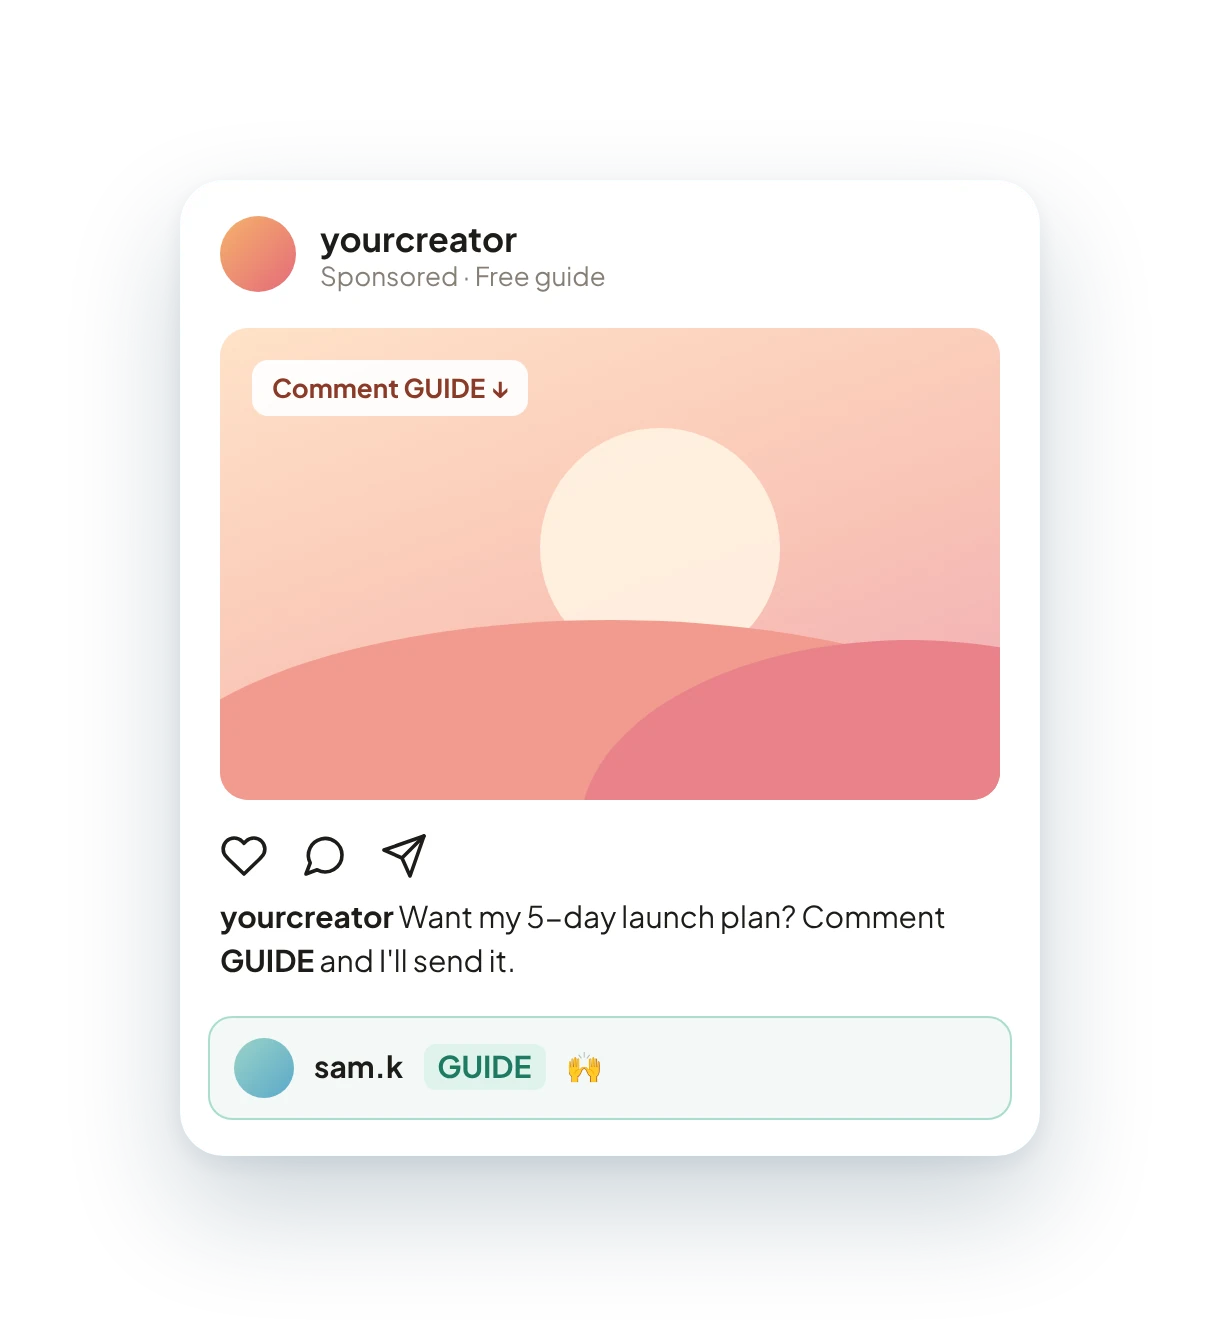 yourcreator
Sponsored · Free guide
Comment GUIDE ↓
yourcreator Want my 5-day launch plan? Comment
GUIDE and I'll send it.
sam.k GUIDE 🙌